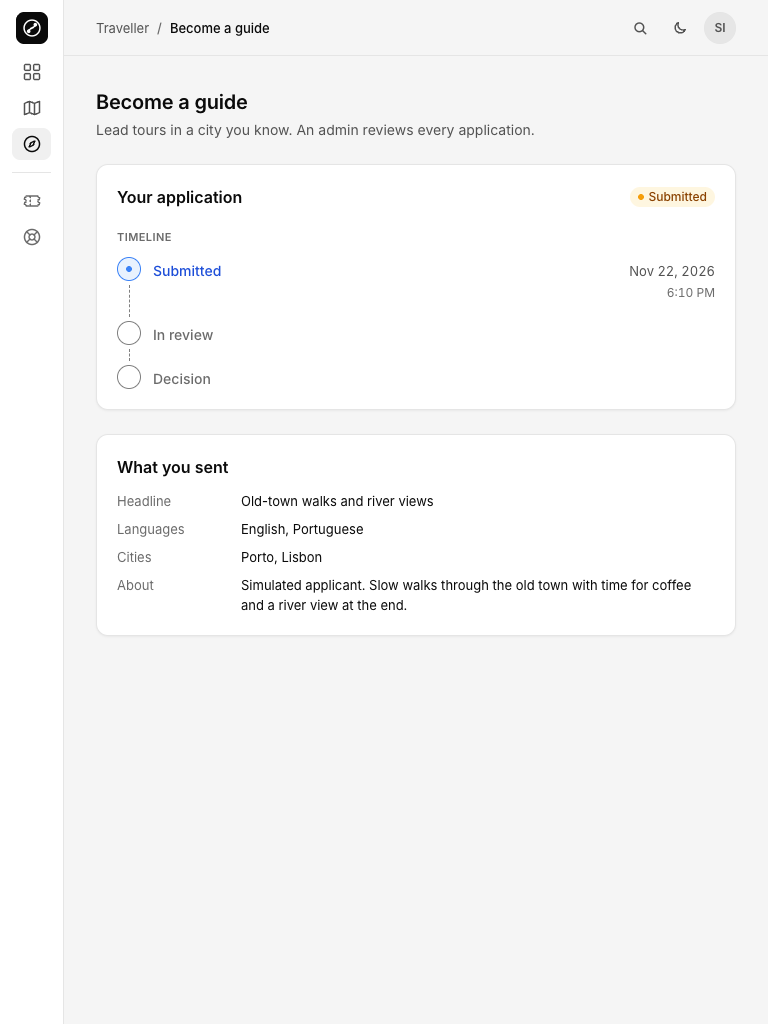 Traveller / Become a guide
SI
Become a guide
Lead tours in a city you know. An admin reviews every application.
Your application
Submitted
TIMELINE
Submitted
Nov 22, 2026
6:10 PM
In review
Decision
What you sent
Headline
Old-town walks and river views
Languages
English, Portuguese
Cities
Porto, Lisbon
About
Simulated applicant. Slow walks through the old town with time for coffee
and a river view at the end.